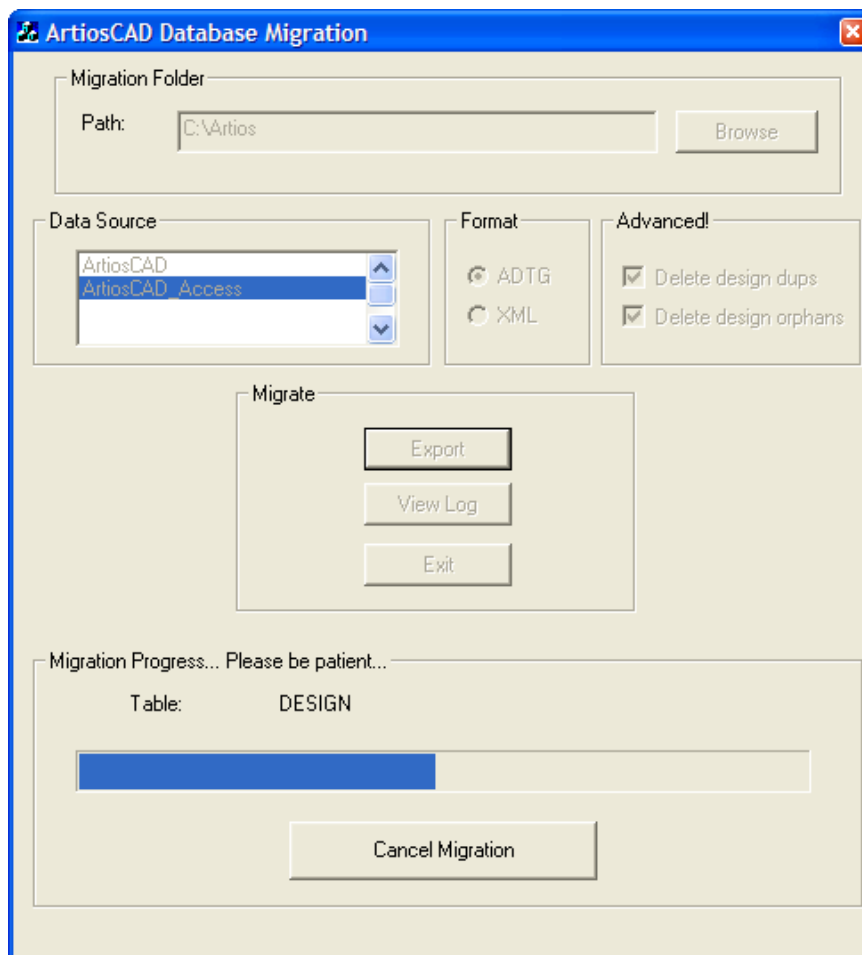 ArtiosCAD Database Migration
Migration Folder
Path:
C:\Artios
Browse
Data Source
ArtiosCAD
ArtiosCAD_Access
Format
ADTG
XML
Advanced!
Delete design dups
Delete design orphans
Migrate
Export
View Log
Exit
Migration Progress... Please be patient...
Table: DESIGN
Cancel Migration